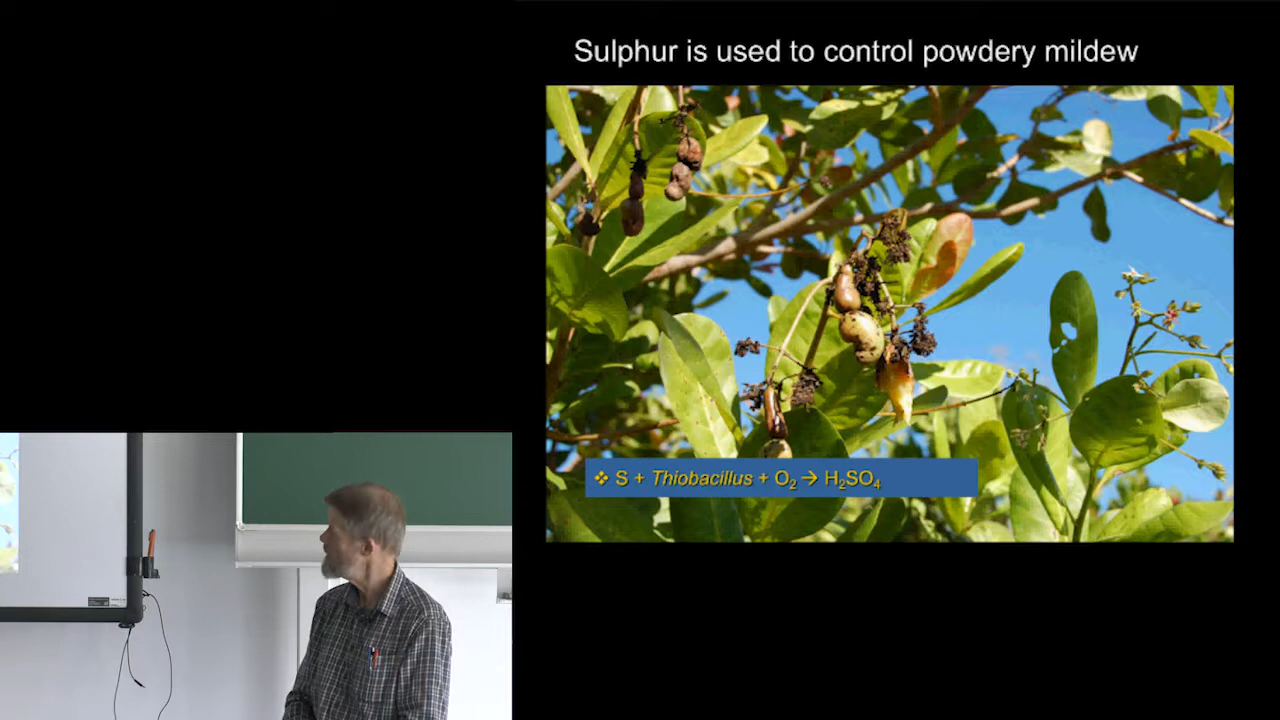 Sulphur is used to control powdery mildew
❖ S + Thiobacillus + O₂ → H₂SO₄